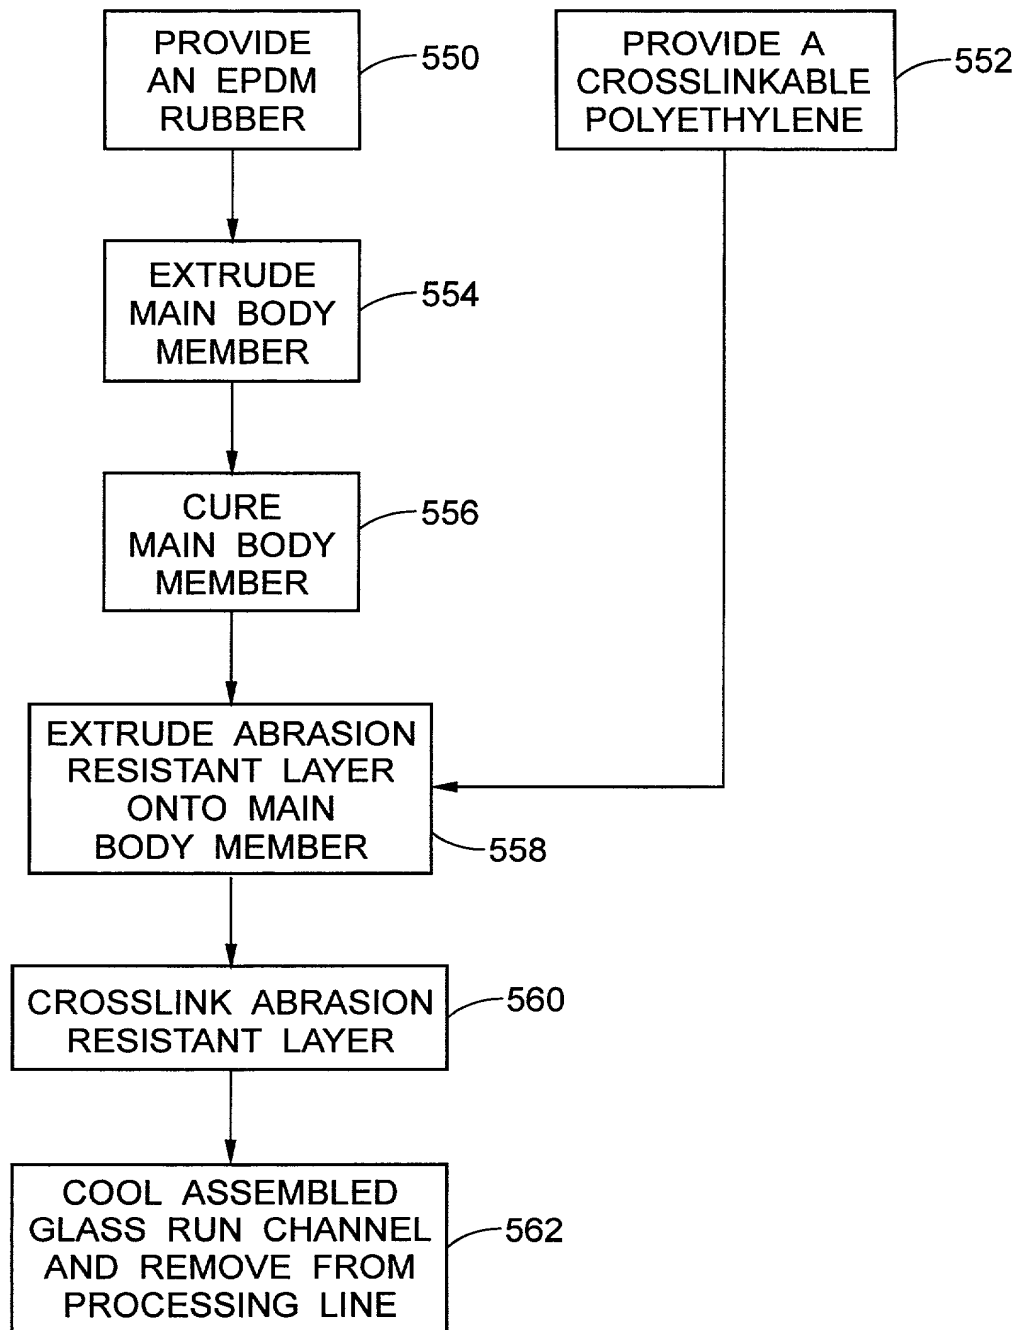 PROVIDE
AN EPDM
RUBBER
550
PROVIDE A
CROSSLINKABLE
POLYETHYLENE
552
EXTRUDE
MAIN BODY
MEMBER
554
CURE
MAIN BODY
MEMBER
556
EXTRUDE ABRASION
RESISTANT LAYER
ONTO MAIN
BODY MEMBER
558
CROSSLINK ABRASION
RESISTANT LAYER
560
COOL ASSEMBLED
GLASS RUN CHANNEL
AND REMOVE FROM
PROCESSING LINE
562